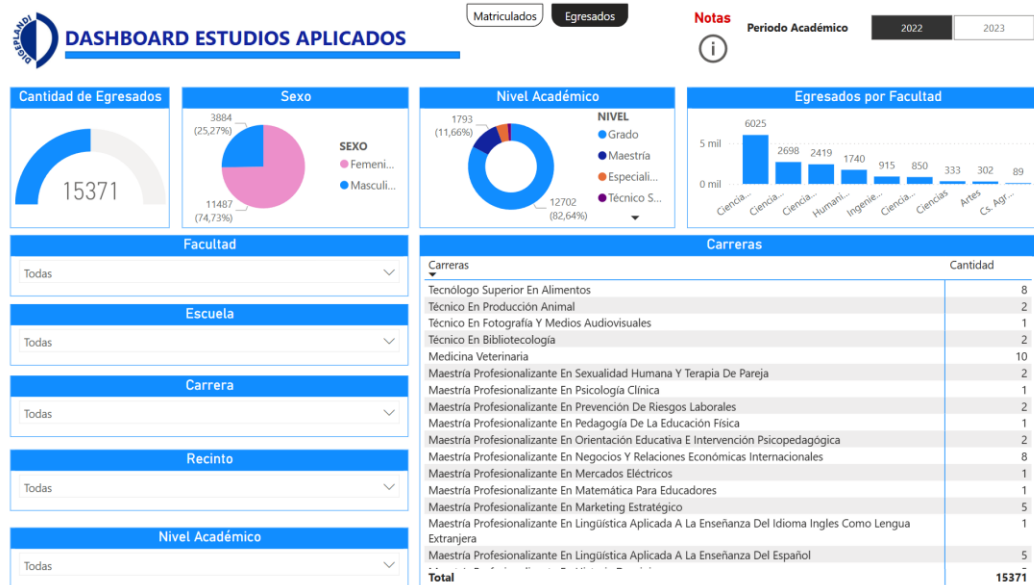 DIGEPLANDI
DASHBOARD ESTUDIOS APLICADOS
Matriculados
Egresados
Notas
i
Periodo Académico
2022
2023
Cantidad de Egresados
15371
Sexo
3884
(25,27%)
11487
(74,73%)
SEXO
Femeni...
Masculi...
Nivel Académico
1793
(11,66%)
12702
(82,64%)
NIVEL
Grado
Maestría
Especiali...
Técnico S...
Egresados por Facultad
5 mil
0 mil
6025
2698
2419
1740
915
850
333
302
89
Ciencia...
Ciencia...
Ciencia...
Humani...
Ingenie...
Ciencia...
Ciencias
Artes
Cs. Agr...
Facultad
Todas
Escuela
Todas
Carrera
Todas
Recinto
Todas
Nivel Académico
Todas
Carreras
Carreras Cantidad
Tecnólogo Superior En Alimentos 8
Técnico En Producción Animal 2
Técnico En Fotografía Y Medios Audiovisuales 1
Técnico En Bibliotecología 2
Medicina Veterinaria 10
Maestría Profesionalizante En Sexualidad Humana Y Terapia De Pareja 2
Maestría Profesionalizante En Psicología Clínica 1
Maestría Profesionalizante En Prevención De Riesgos Laborales 2
Maestría Profesionalizante En Pedagogía De La Educación Física 1
Maestría Profesionalizante En Orientación Educativa E Intervención Psicopedagógica 2
Maestría Profesionalizante En Negocios Y Relaciones Económicas Internacionales 8
Maestría Profesionalizante En Mercados Eléctricos 1
Maestría Profesionalizante En Matemática Para Educadores 1
Maestría Profesionalizante En Marketing Estratégico 5
Maestría Profesionalizante En Lingüística Aplicada A La Enseñanza Del Idioma Ingles Como Lengua 1
Extranjera
Maestría Profesionalizante En Lingüística Aplicada A La Enseñanza Del Español 5
Total 15371